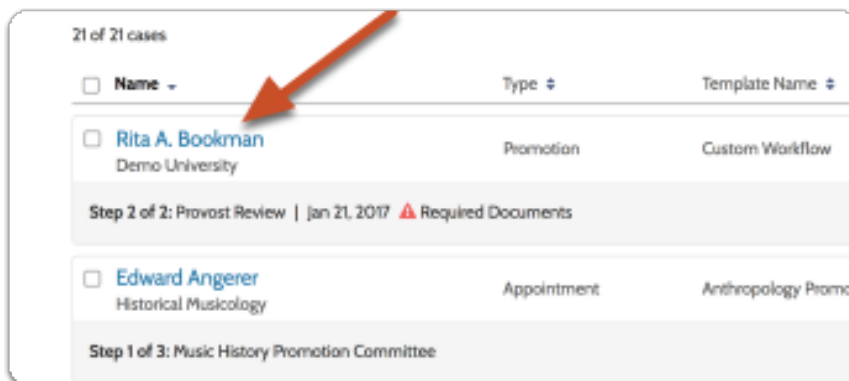 21 of 21 cases
Name Type Template Name
Rita A. Bookman Promotion Custom Workflow
Demo University
Step 2 of 2: Provost Review | Jan 21, 2017 Required Documents
Edward Angerer Appointment Anthropology Promo
Historical Musicology
Step 1 of 3: Music History Promotion Committee